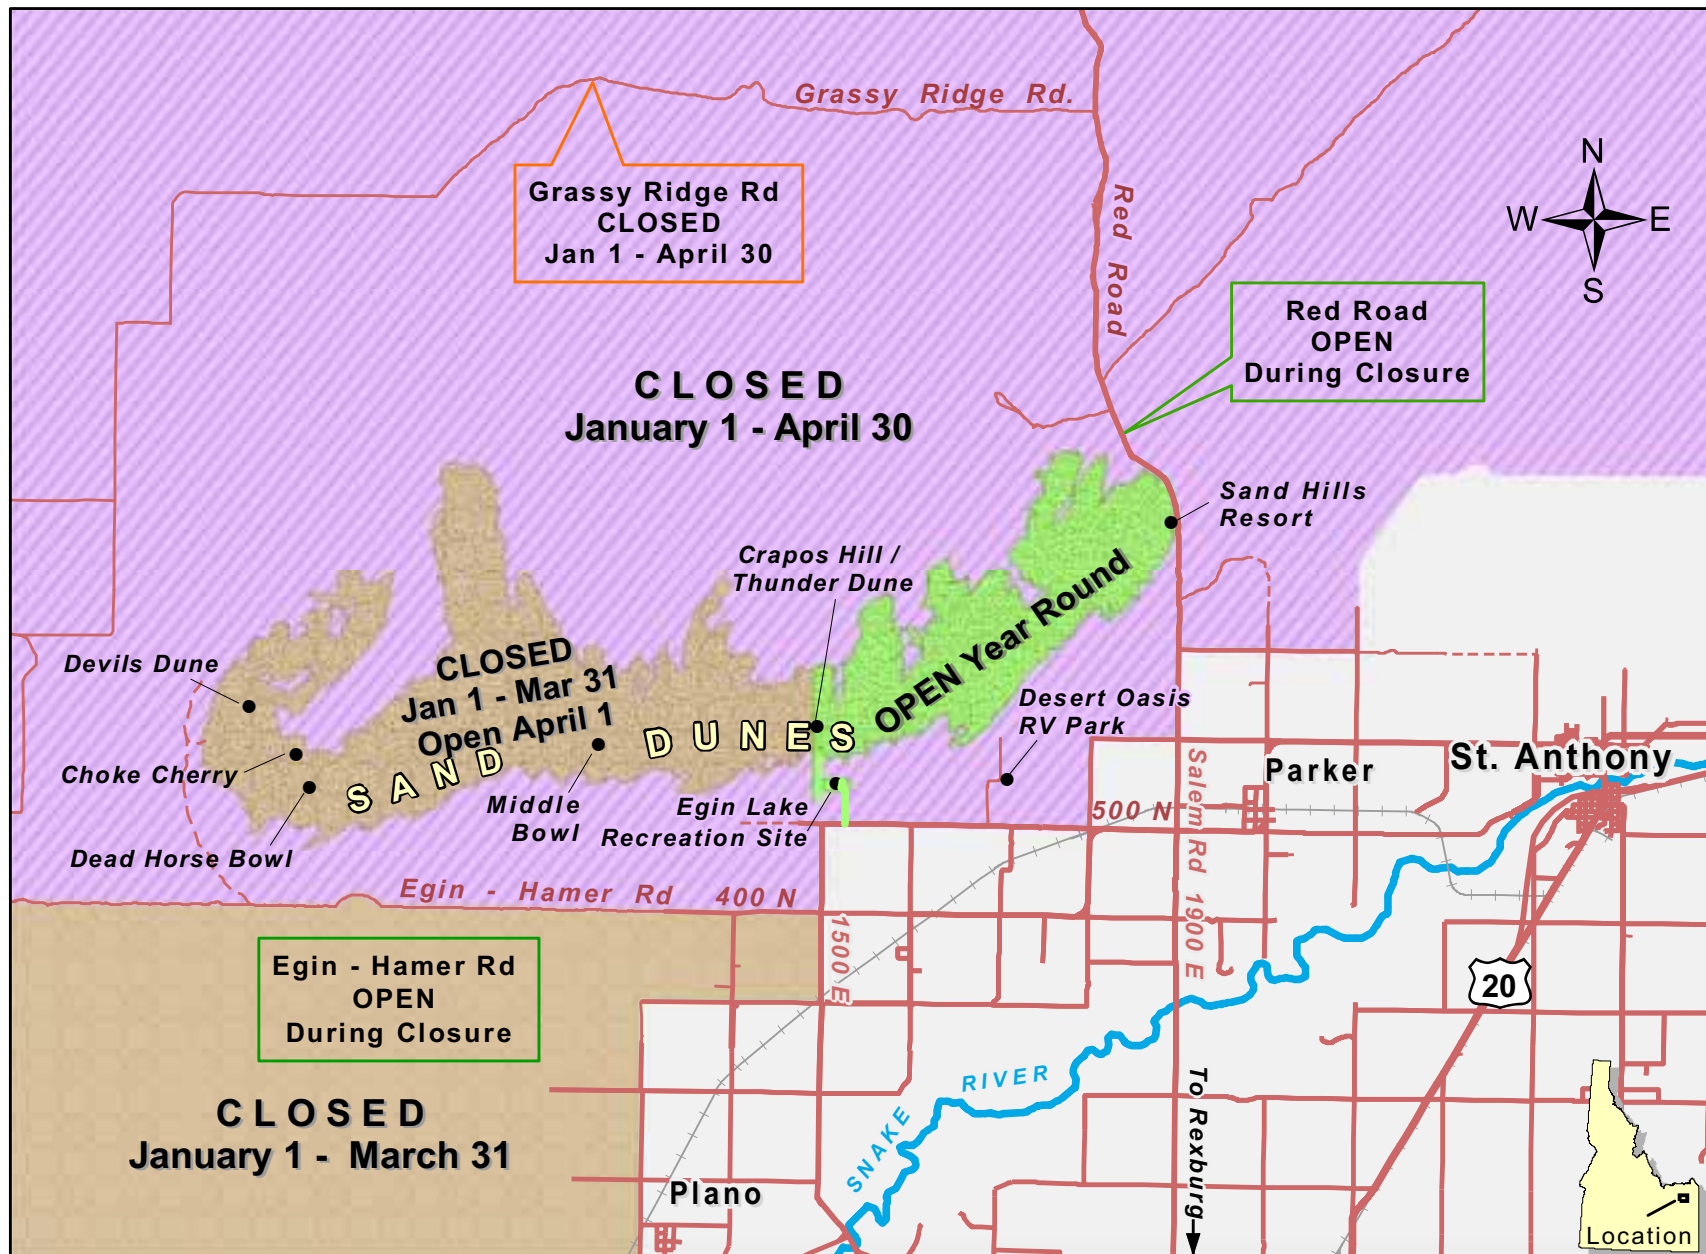 Grassy Ridge Rd.
N
W E
S
Grassy Ridge Rd
CLOSED
Jan 1 - April 30
Red Road
Red Road
OPEN
During Closure
CLOSED
January 1 - April 30
Sand Hills
Resort
Crapos Hill /
Thunder Dune
OPEN Year Round
Devils Dune
CLOSED
Jan 1 - Mar 31
Open April 1
SAND DUNES
Desert Oasis
RV Park
Choke Cherry
Middle
Bowl
Egin Lake
Recreation Site
Dead Horse Bowl
500 N
Salem Rd 1900 E
Parker
St. Anthony
Egin - Hamer Rd 400 N
1500 E
Egin - Hamer Rd
OPEN
During Closure
20
CLOSED
January 1 - March 31
SNAKE RIVER
To Rexburg
Plano
Location